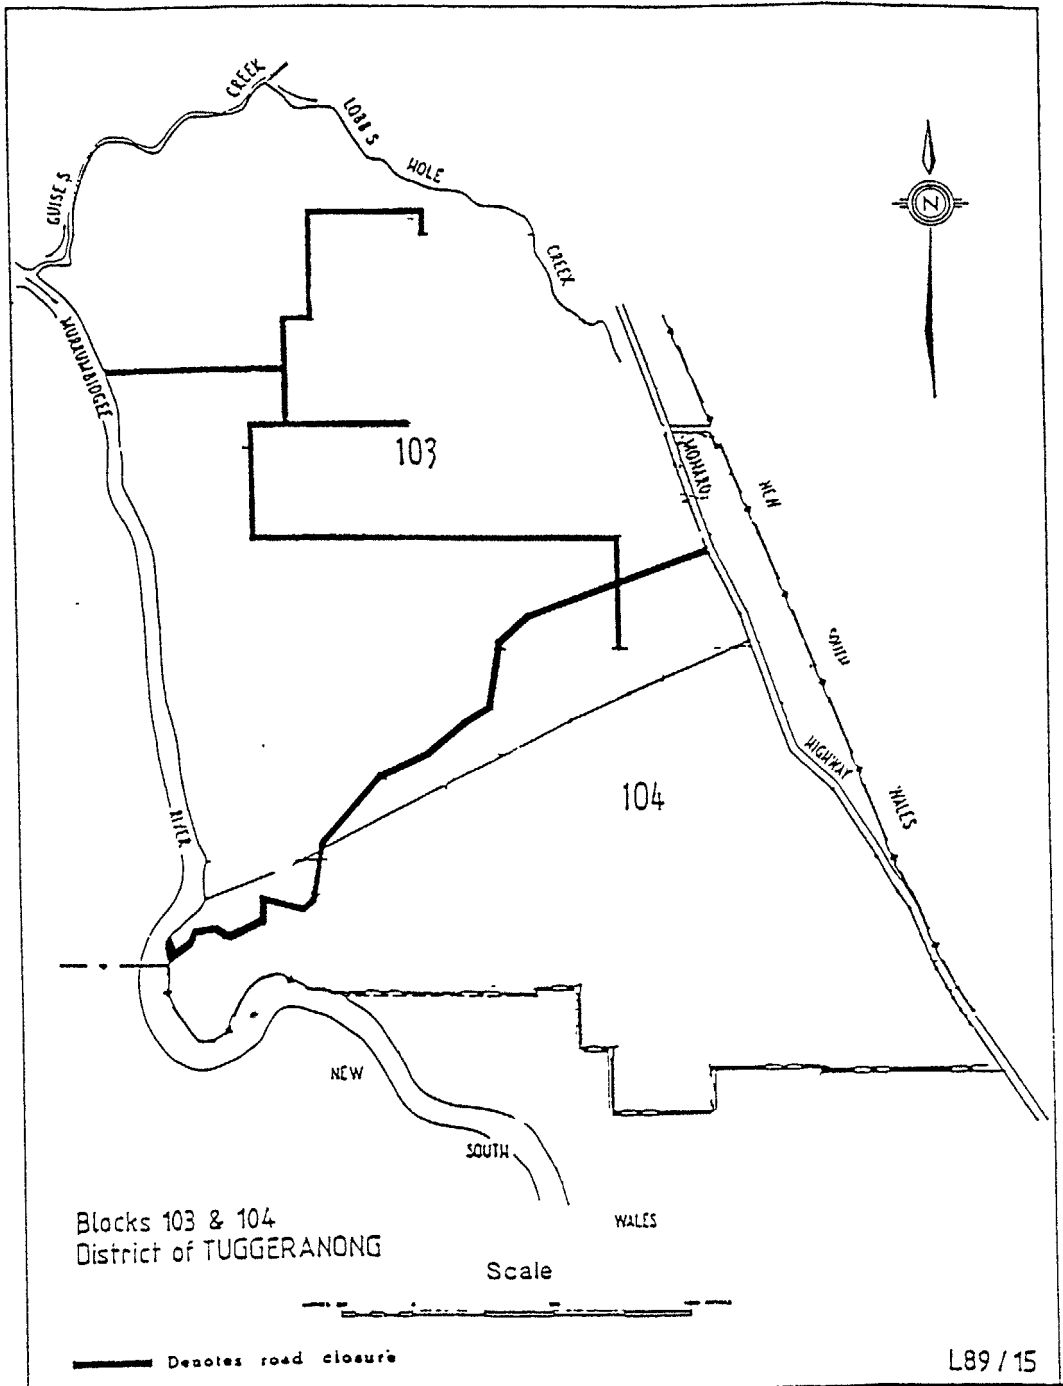 CREEK
LOBB S
HOLE
GUISE S
CREEK
N
MURRUMBIDGEE
103
MONARO
NEW
SOUTH
HIGHWAY
104
WALES
RIVER
NEW
SOUTH
WALES
Blocks 103 & 104
District of TUGGERANONG
Scale
Denotes road closure
L89 / 15